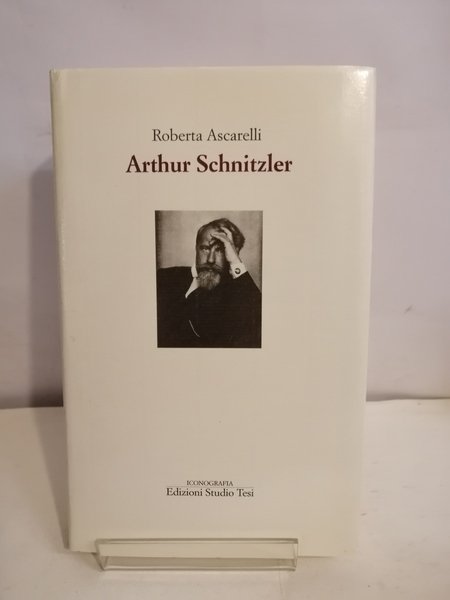 Roberta Ascarelli
Arthur Schnitzler
ICONOGRAFIA
Edizioni Studio Tesi